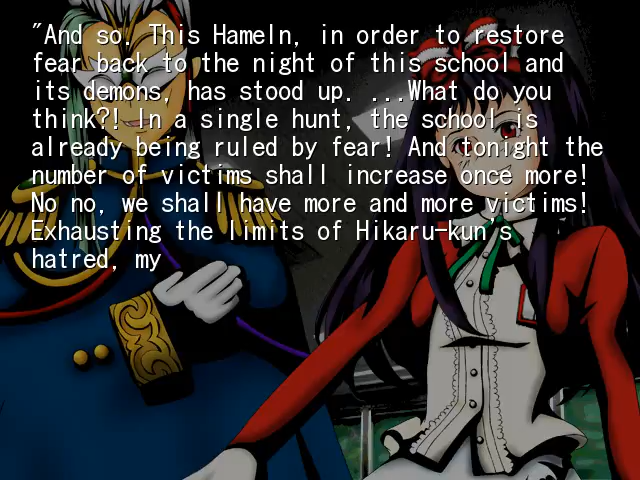 "And so. This Hameln, in order to restore
fear back to the night of this school and
its demons, has stood up. ...What do you
think?! In a single hunt, the school is
already being ruled by fear! And tonight the
number of victims shall increase once more!
No no, we shall have more and more victims!
Exhausting the limits of Hikaru-kun's
hatred, my